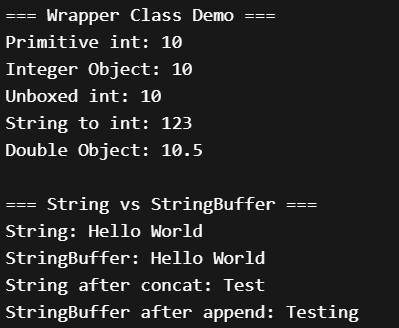 === Wrapper Class Demo ===
Primitive int: 10
Integer Object: 10
Unboxed int: 10
String to int: 123
Double Object: 10.5
=== String vs StringBuffer ===
String: Hello World
StringBuffer: Hello World
String after concat: Test
StringBuffer after append: Testing